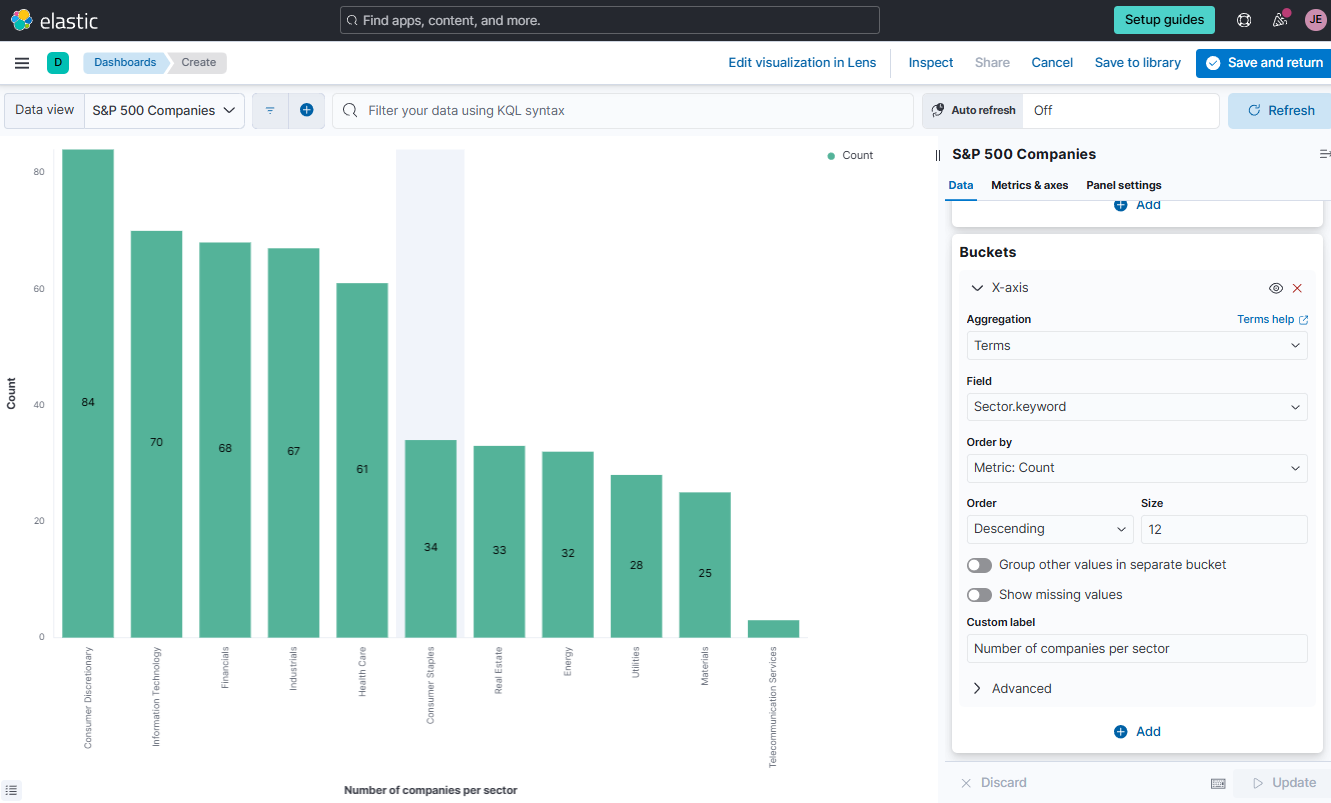 elastic
Find apps, content, and more.
Setup guides
JE
D
Dashboards
Create
Edit visualization in Lens
Inspect
Share
Cancel
Save to library
Save and return
Data view
S&P 500 Companies
Filter your data using KQL syntax
Auto refresh
Off
Refresh
Count
80
60
40
20
0
Count
84
70
68
67
61
34
33
32
28
25
Consumer Discretionary
Information Technology
Financials
Industrials
Health Care
Consumer Staples
Real Estate
Energy
Utilities
Materials
Telecommunication Services
Number of companies per sector
S&P 500 Companies
Data
Metrics & axes
Panel settings
Add
Buckets
X-axis
Aggregation
Terms help
Terms
Field
Sector.keyword
Order by
Metric: Count
Order
Size
Descending
12
Group other values in separate bucket
Show missing values
Custom label
Number of companies per sector
Advanced
Add
Discard
Update